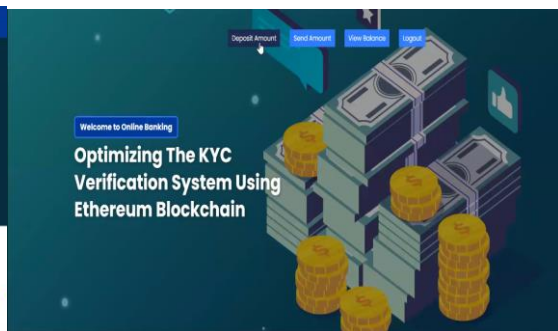 Deposit Amount Send Amount View Balance Logout
Welcome to Online Banking
Optimizing The KYC
Verification System Using
Ethereum Blockchain